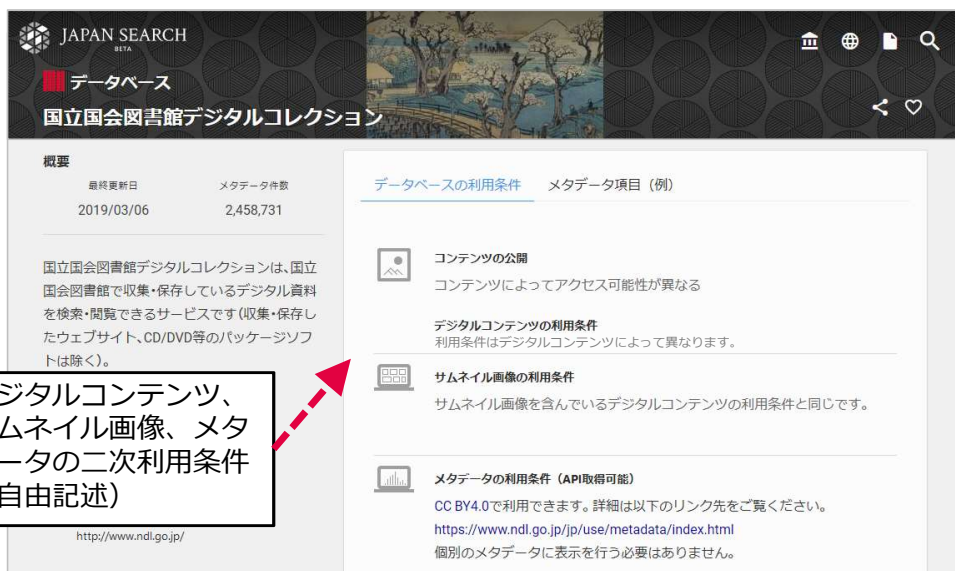 JAPAN SEARCH
BETA
データベース
国立国会図書館デジタルコレクション
概要
最終更新日 メタデータ件数
2019/03/06 2,458,731
国立国会図書館デジタルコレクションは、国立
国会図書館で収集・保存しているデジタル資料
を検索・閲覧できるサービスです（収集・保存し
たウェブサイト、CD/DVD等のパッケージソフ
トは除く）。
ジタルコンテンツ、
ムネイル画像、メタ
ータの二次利用条件
自由記述）
http://www.ndl.go.jp/
データベースの利用条件 メタデータ項目（例）
コンテンツの公開
コンテンツによってアクセス可能性が異なる
デジタルコンテンツの利用条件
利用条件はデジタルコンテンツによって異なります。
サムネイル画像の利用条件
サムネイル画像を含んでいるデジタルコンテンツの利用条件と同じです。
メタデータの利用条件（API取得可能）
CC BY4.0で利用できます。詳細は以下のリンク先をご覧ください。
https://www.ndl.go.jp/jp/use/metadata/index.html
個別のメタデータに表示を行う必要はありません。